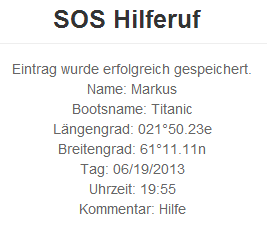 SOS Hilferuf
Eintrag wurde erfolgreich gespeichert.
Name: Markus
Bootsname: Titanic
Längengrad: 021°50.23e
Breitengrad: 61°11.11n
Tag: 06/19/2013
Uhrzeit: 19:55
Kommentar: Hilfe